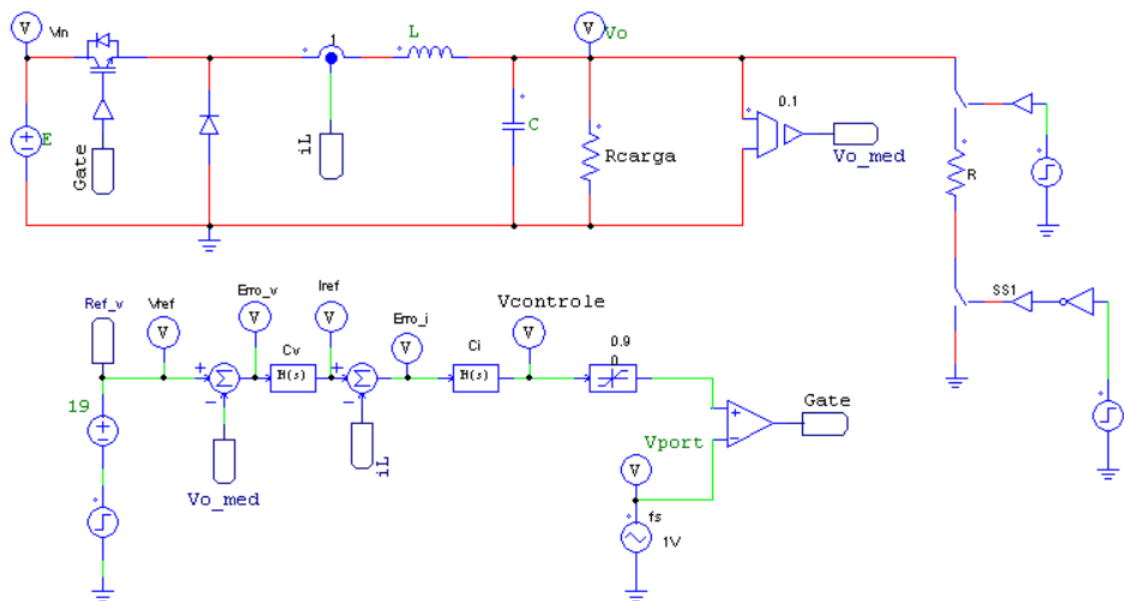 Vin
V
E
Gate
1
iL
L
V
Vo
C
Rcarga
0.1
Vo_med
R
SS1
Ref_v
Vref
V
Erro_v
V
Iref
V
Erro_i
V
Vcontrole
V
Cv
H(s)
Ci
H(s)
0.9
0
19
+
Σ
−
+
Σ
−
Vo_med
iL
+
−
Gate
Vport
V
fs
1V